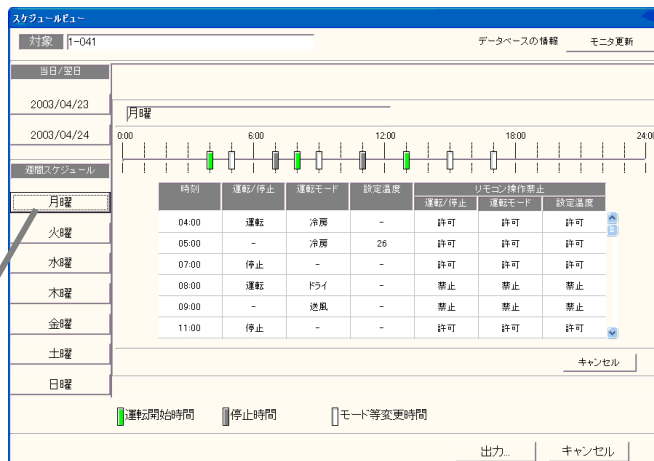 スケジュールビュー
対象 1-041 データベースの情報 モニタ更新
当日/翌日
2003/04/23
2003/04/24
週間スケジュール
月曜
火曜
水曜
木曜
金曜
土曜
日曜
月曜
0:00 6:00 12:00 18:00 24:00
時刻 運転/停止 運転モード 設定温度 リモコン操作禁止
運転/停止 運転モード 設定温度
04:00 運転 冷房 - 許可 許可 許可
05:00 - 冷房 26 許可 許可 許可
07:00 停止 - - 許可 許可 許可
08:00 運転 ドライ - 禁止 禁止 禁止
09:00 - 送風 - 禁止 禁止 禁止
11:00 停止 - - 許可 許可 許可
キャンセル
運転開始時間 停止時間 モード等変更時間
出力... キャンセル